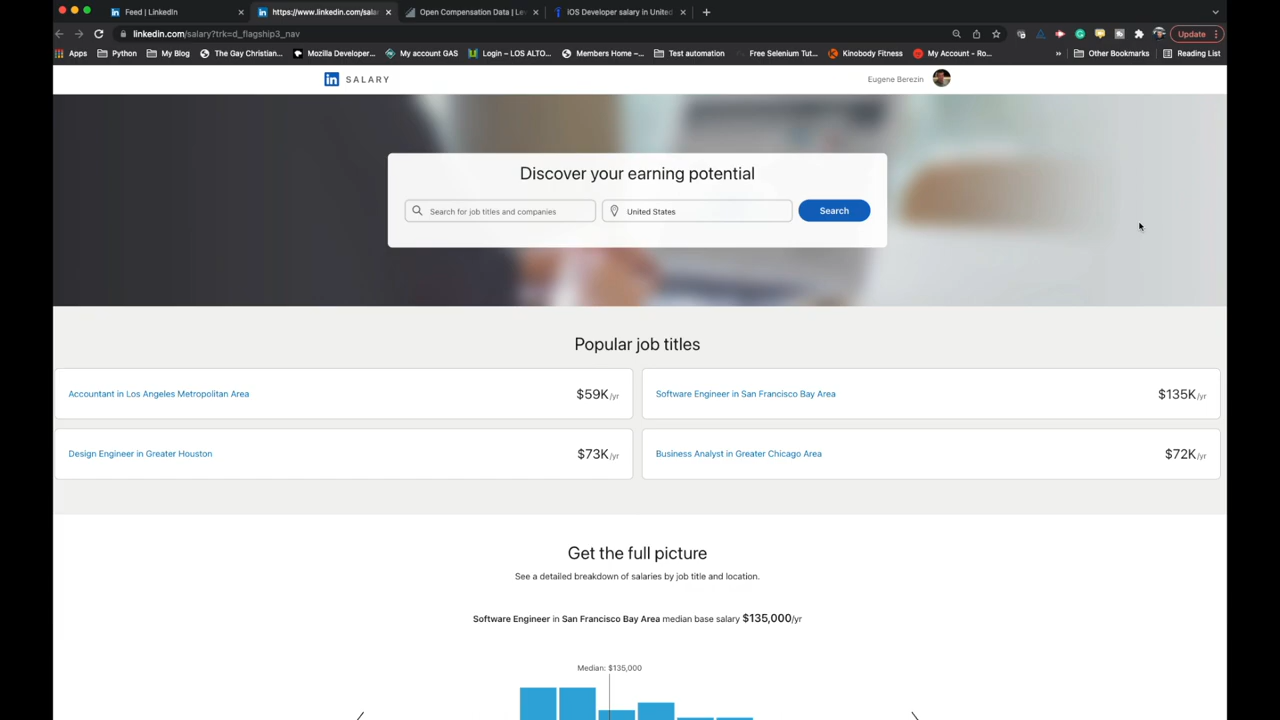 Feed | LinkedIn
https://www.linkedin.com/sala
Open Compensation Data | Lev
IOS Developer salary in United
linkedin.com/salary?trk=d_flagship3_nav
Update
Apps
Python
My Blog
The Gay Christian...
Mozilla Developer...
My account GAS
Login – LOS ALTO...
Members Home –...
Test automation
Free Selenium Tut...
Kinobody Fitness
My Account - Ro...
»
Other Bookmarks
Reading List
in SALARY
Eugene Berezin
Discover your earning potential
Search for job titles and companies
United States
Search
Popular job titles
Accountant in Los Angeles Metropolitan Area
$59K/yr
Software Engineer in San Francisco Bay Area
$135K/yr
Design Engineer in Greater Houston
$73K/yr
Business Analyst in Greater Chicago Area
$72K/yr
Get the full picture
See a detailed breakdown of salaries by job title and location.
Software Engineer in San Francisco Bay Area median base salary $135,000/yr
Median: $135,000